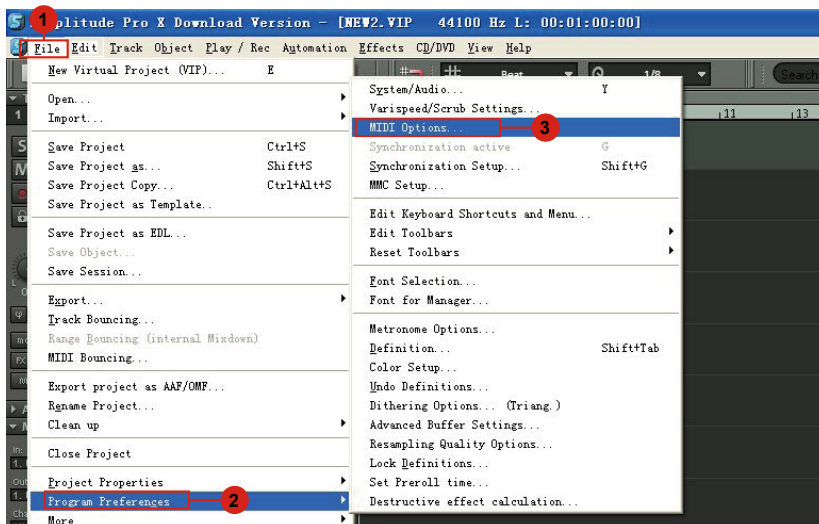 1
plitude Pro X Download Version - [NEW2.VIP 44100 Hz L: 00:01:00:00]
File Edit Track Object Play / Rec Automation Effects CD/DVD View Help
New Virtual Project (VIP)... E
Open...
Import...
Save Project Ctrl+S
Save Project as... Shift+S
Save Project Copy... Ctrl+Alt+S
Save Project as Template..
Save Project as EDL...
Save Object...
Save Session...
Export...
Track Bouncing...
Range Bouncing (internal Mixdown)
MIDI Bouncing...
Export project as AAF/OMF...
Rename Project...
Clean up
Close Project
Project Properties
Program Preferences 2
More
Beat 1/8 Search
System/Audio... Y
Varispeed/Scrub Settings...
MIDI Options... 3
Synchronization active G
Synchronization Setup... Shift+G
MMC Setup...
Edit Keyboard Shortcuts and Menu...
Edit Toolbars
Reset Toolbars
Font Selection...
Font for Manager...
Metronome Options...
Definition... Shift+Tab
Color Setup...
Undo Definitions...
Dithering Options... (Triang.)
Advanced Buffer Settings...
Resampling Quality Options...
Lock Definitions...
Set Preroll time...
Destructive effect calculation...
11 13
1
S
M
0
In:
1.
Out
1.
Cha